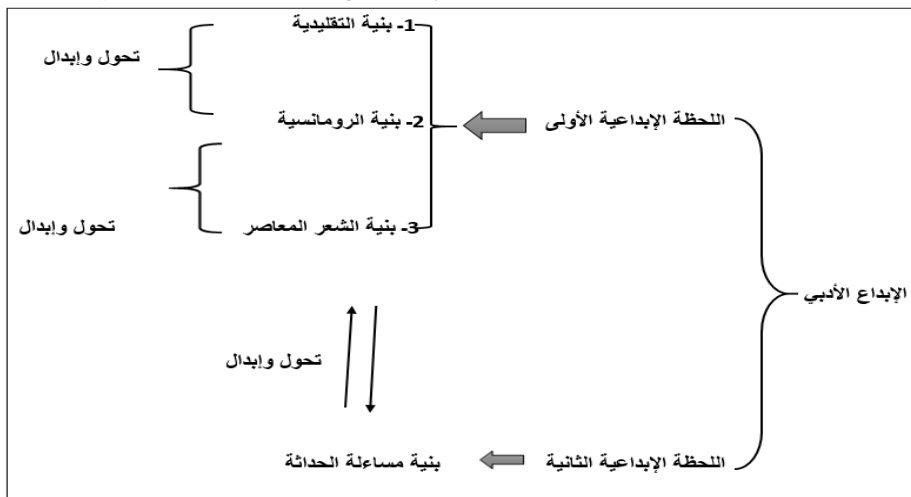 1- بنية التقليدية
تحول وإبدال
اللحظة الإبداعية الأولى
2- بنية الرومانسية
3- بنية الشعر المعاصر
تحول وإبدال
الإبداع الأدبي
تحول وإبدال
اللحظة الإبداعية الثانية
بنية مساءلة الحداثة